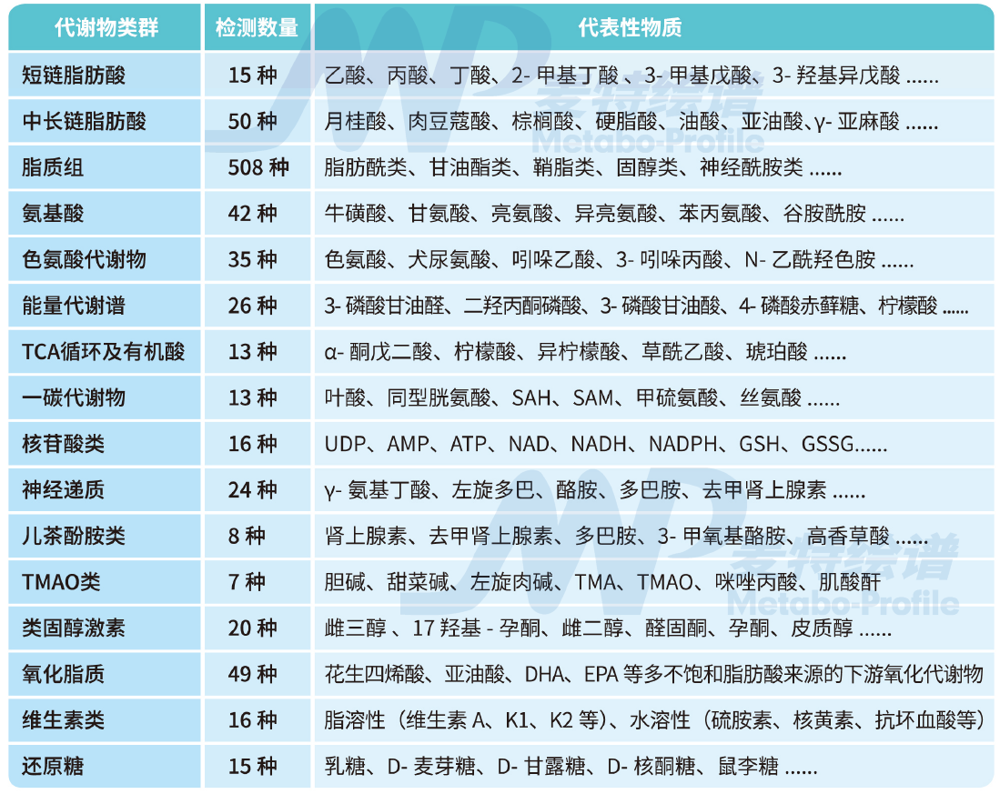 代谢物类群 检测数量 代表性物质
短链脂肪酸 15 种 乙酸、丙酸、丁酸、2- 甲基丁酸 、3- 甲基戊酸、3- 羟基异戊酸 ......
中长链脂肪酸 50 种 月桂酸、肉豆蔻酸、棕榈酸、硬脂酸、油酸、亚油酸、γ- 亚麻酸 ......
脂质组 508 种 脂肪酰类、甘油酯类、鞘脂类、固醇类、神经酰胺类 ......
氨基酸 42 种 牛磺酸、甘氨酸、亮氨酸、异亮氨酸、苯丙氨酸、谷胺酰胺 ......
色氨酸代谢物 35 种 色氨酸、犬尿氨酸、吲哚乙酸、3- 吲哚丙酸、N- 乙酰羟色胺 ......
能量代谢谱 26 种 3- 磷酸甘油醛、二羟丙酮磷酸、3- 磷酸甘油酸、4- 磷酸赤藓糖、柠檬酸 ......
TCA循环及有机酸 13 种 α- 酮戊二酸、柠檬酸、异柠檬酸、草酰乙酸、琥珀酸 ......
一碳代谢物 13 种 叶酸、同型胱氨酸、SAH、SAM、甲硫氨酸、丝氨酸 ......
核苷酸类 16 种 UDP、AMP、ATP、NAD、NADH、NADPH、GSH、GSSG......
神经递质 24 种 γ- 氨基丁酸、左旋多巴、酪胺、多巴胺、去甲肾上腺素 ......
儿茶酚胺类 8 种 肾上腺素、去甲肾上腺素、多巴胺、3- 甲氧基酪胺、高香草酸 ......
TMAO类 7 种 胆碱、甜菜碱、左旋肉碱、TMA、TMAO、咪唑丙酸、肌酸酐
类固醇激素 20 种 雌三醇 、17 羟基 - 孕酮、雌二醇、醛固酮、孕酮、皮质醇 ......
氧化脂质 49 种 花生四烯酸、亚油酸、DHA、EPA 等多不饱和脂肪酸来源的下游氧化代谢物
维生素类 16 种 脂溶性（维生素 A、K1、K2 等）、水溶性（硫胺素、核黄素、抗坏血酸等）
还原糖 15 种 乳糖、D- 麦芽糖、D- 甘露糖、D- 核酮糖、鼠李糖 ......
麦特绘谱
Metabo-Profile
麦特绘谱
Metabo-Profile